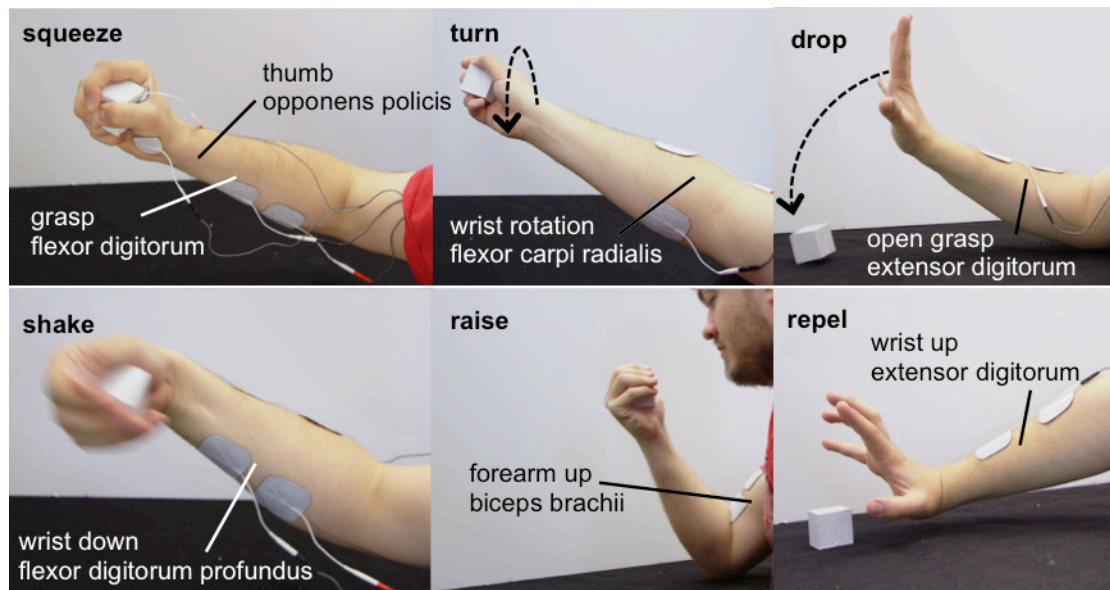 squeeze
thumb
opponens policis
grasp
flexor digitorum
turn
wrist rotation
flexor carpi radialis
drop
open grasp
extensor digitorum
shake
wrist down
flexor digitorum profundus
raise
forearm up
biceps brachii
repel
wrist up
extensor digitorum